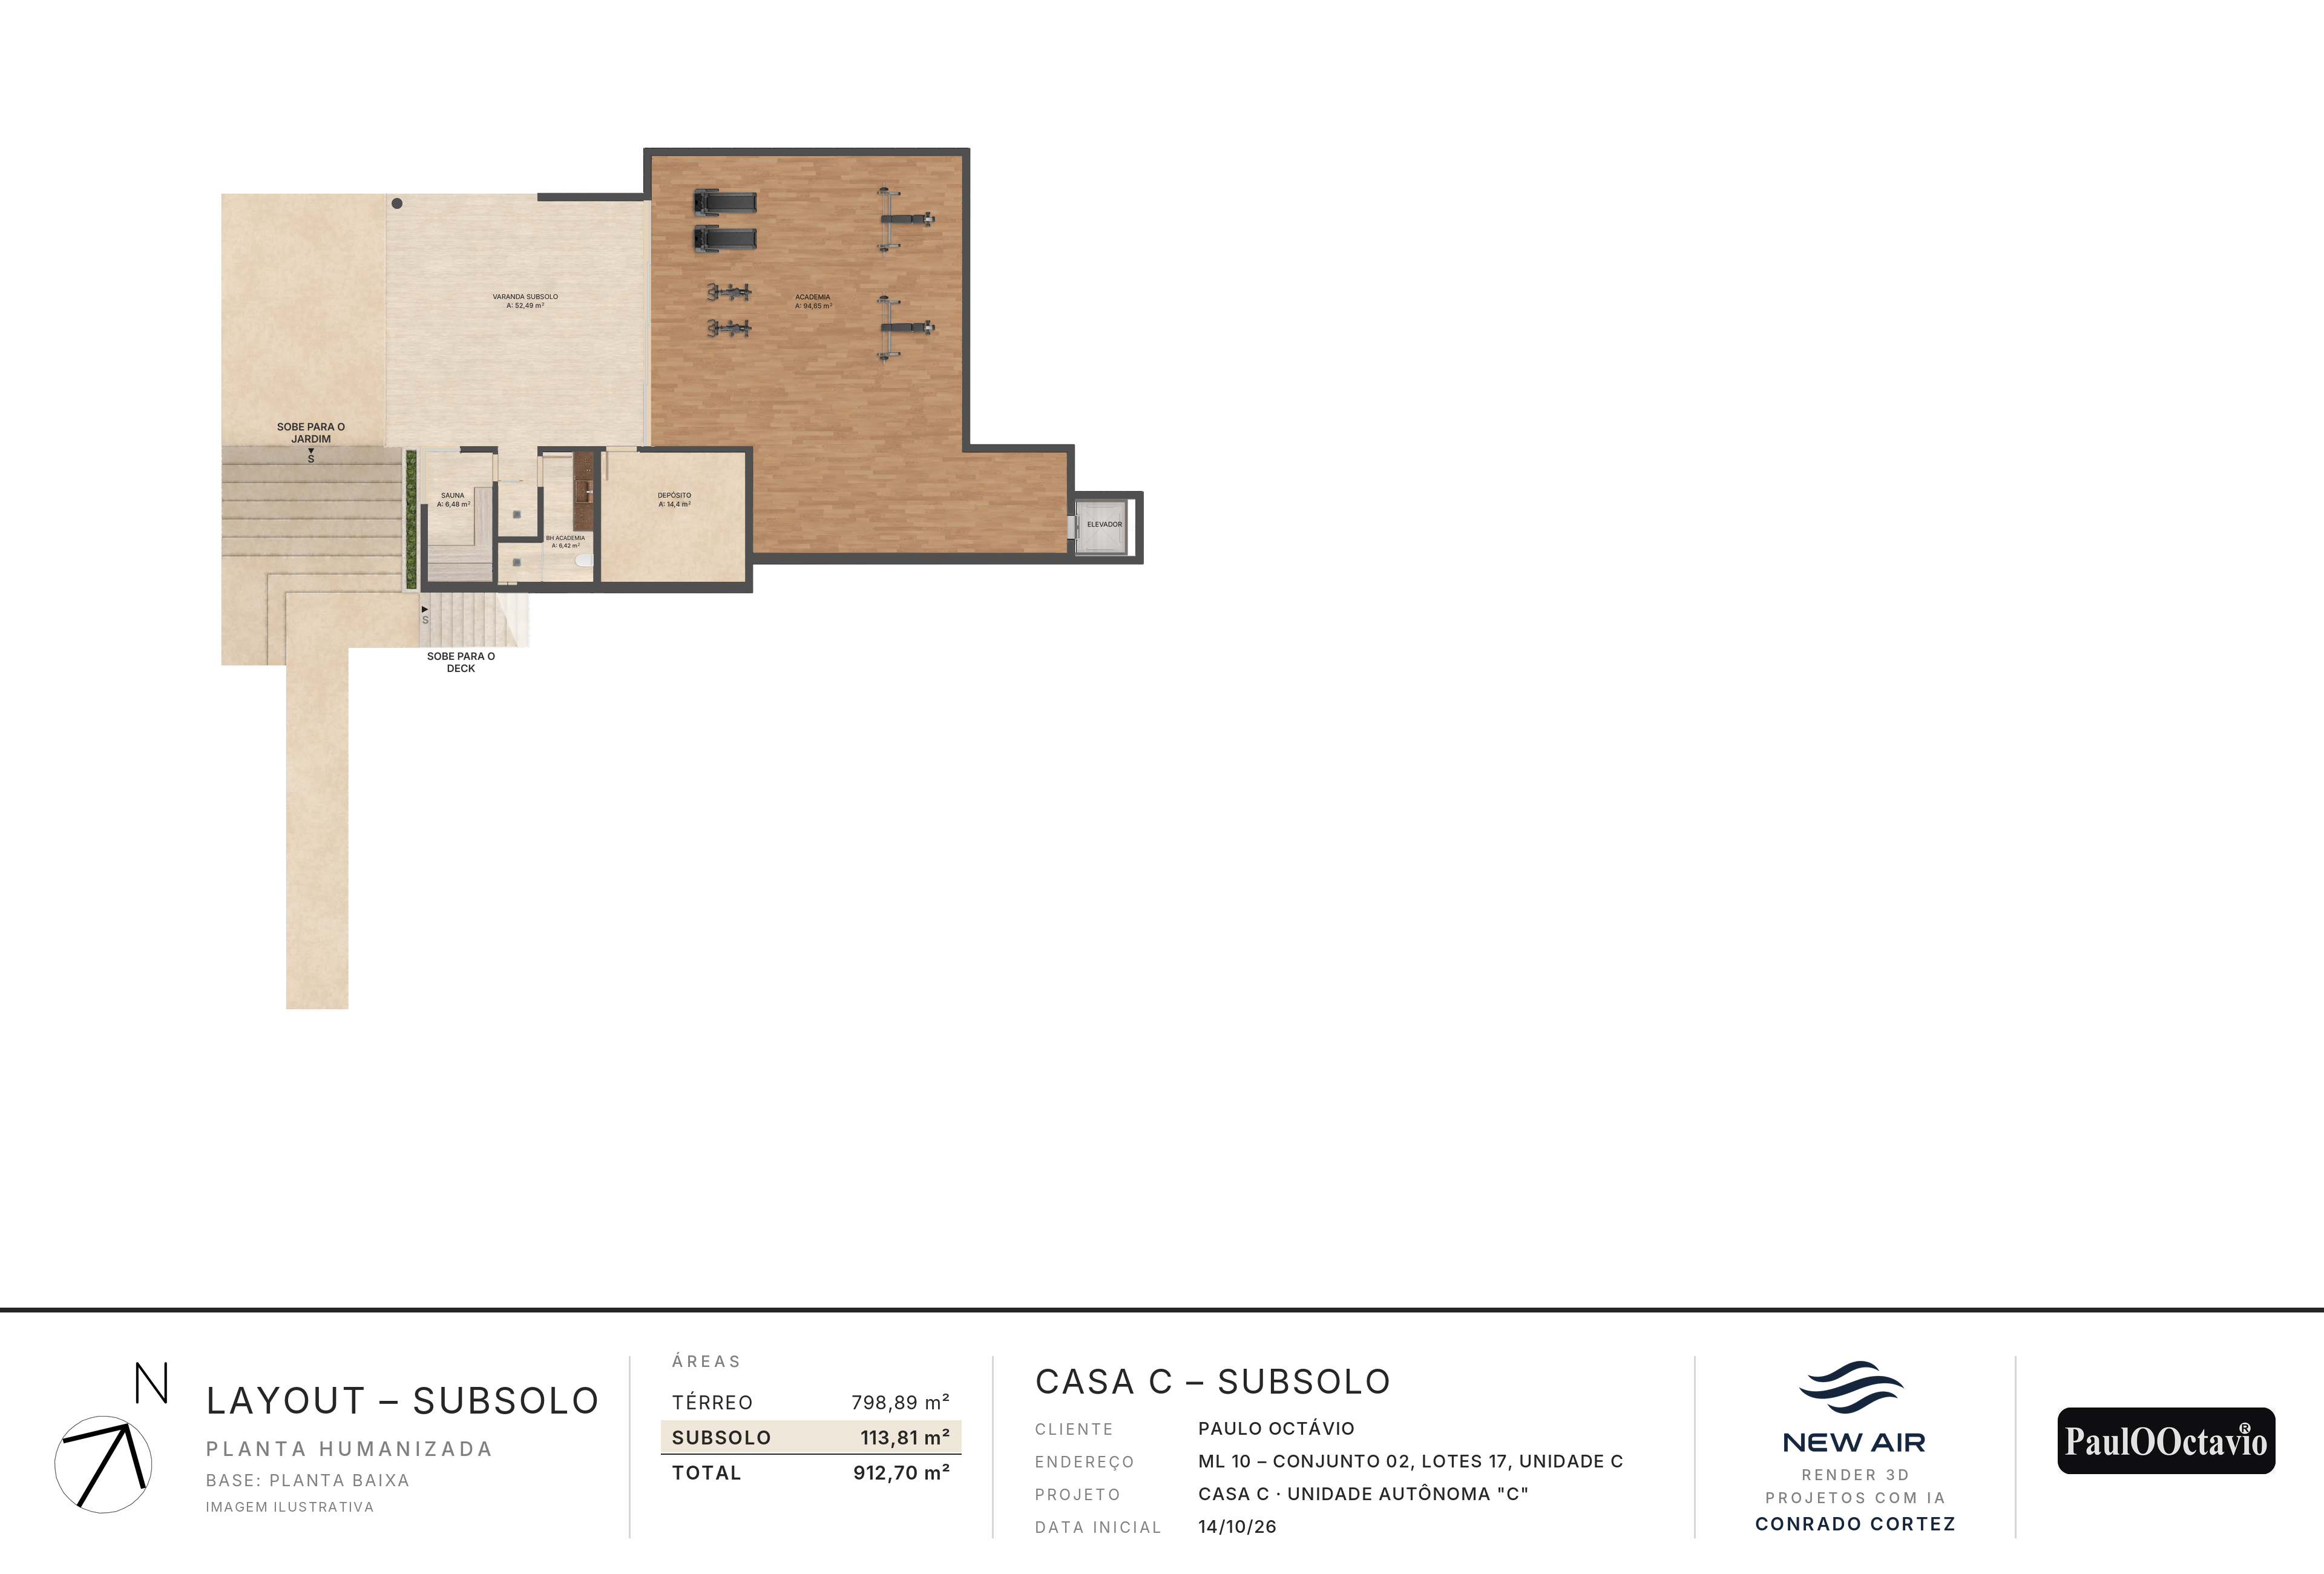 VARANDA SUBSOLO
A: 52,49 m²
ACADEMIA
A: 94,65 m²
SOBE PARA O
JARDIM
S
SAUNA
A: 6,48 m²
DEPÓSITO
A: 14,4 m²
BH ACADEMIA
A: 6,42 m²
ELEVADOR
S
SOBE PARA O
DECK
N
LAYOUT – SUBSOLO
PLANTA HUMANIZADA
BASE: PLANTA BAIXA
IMAGEM ILUSTRATIVA
ÁREAS
TÉRREO 798,89 m²
SUBSOLO 113,81 m²
TOTAL 912,70 m²
CASA C – SUBSOLO
CLIENTE PAULO OCTÁVIO
ENDEREÇO ML 10 – CONJUNTO 02, LOTES 17, UNIDADE C
PROJETO CASA C · UNIDADE AUTÔNOMA "C"
DATA INICIAL 14/10/26
NEW AIR
RENDER 3D
PROJETOS COM IA
CONRADO CORTEZ
PaulOOctavio®